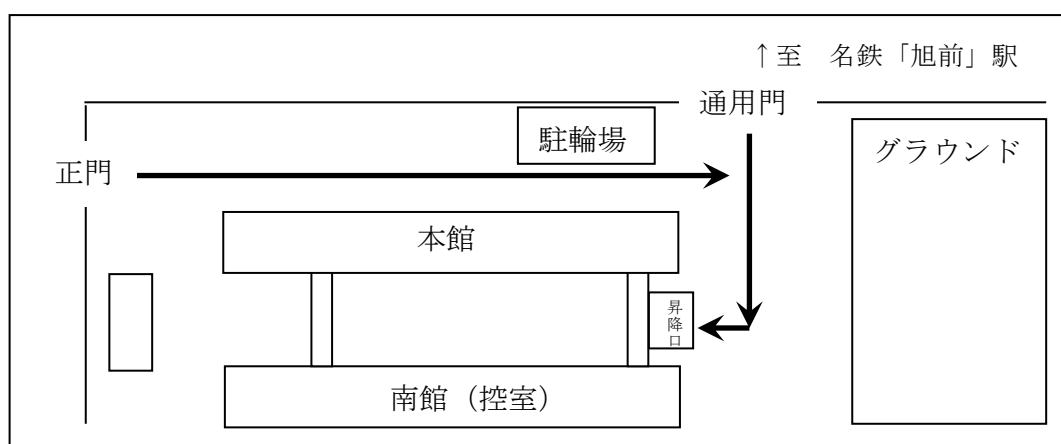 ↑至　名鉄「旭前」駅
通用門
駐輪場
グラウンド
正門
本館
昇降口
南館（控室）